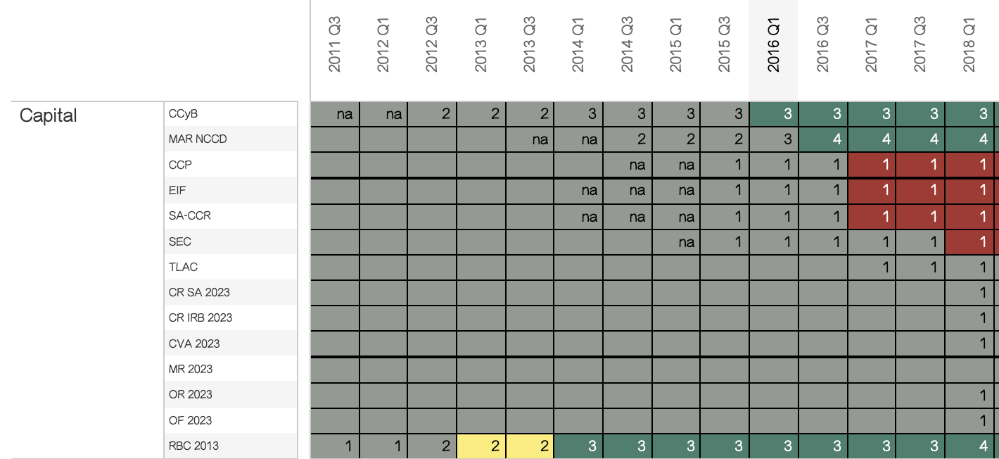 2011 Q3 2012 Q1 2012 Q3 2013 Q1 2013 Q3 2014 Q1 2014 Q3 2015 Q1 2015 Q3 2016 Q1 2016 Q3 2017 Q1 2017 Q3 2018 Q1
Capital CCyB na na 2 2 2 3 3 3 3 3 3 3 3 3
MAR NCCD na na 2 2 2 3 4 4 4 4
CCP na na 1 1 1 1 1 1
EIF na na na 1 1 1 1 1 1
SA-CCR na na na 1 1 1 1 1 1
SEC na 1 1 1 1 1 1
TLAC 1 1 1
CR SA 2023 1
CR IRB 2023 1
CVA 2023 1
MR 2023
OR 2023 1
OF 2023 1
RBC 2013 1 1 2 2 2 3 3 3 3 3 3 3 3 4